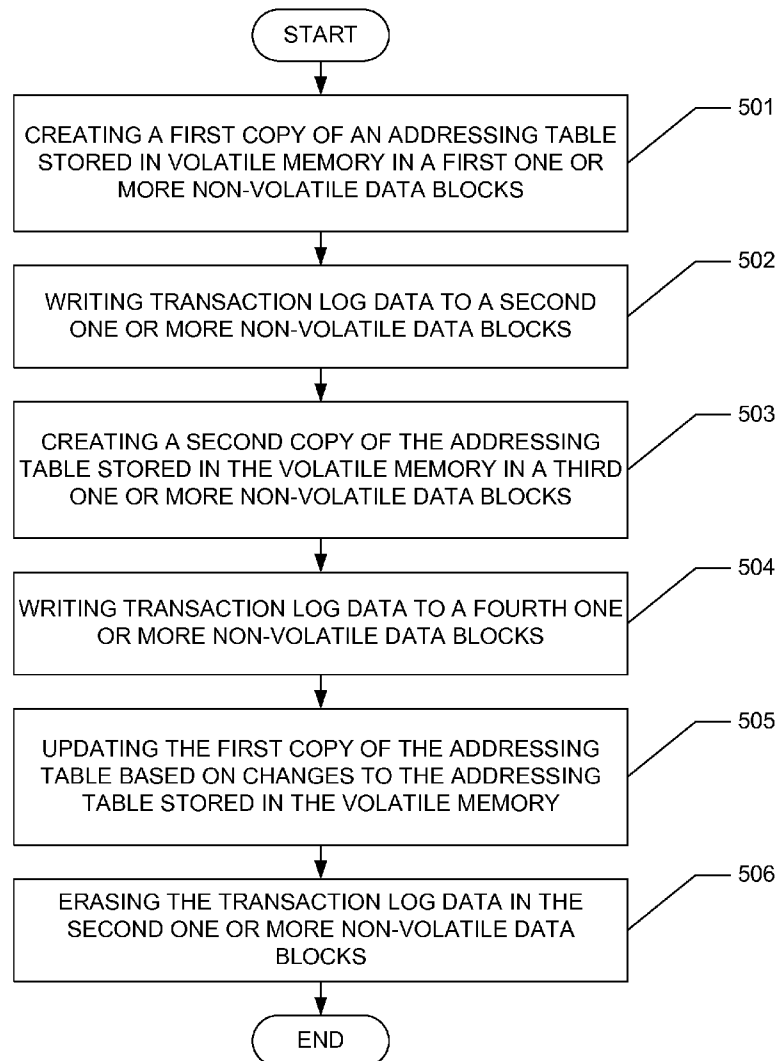 START
501
CREATING A FIRST COPY OF AN ADDRESSING TABLE
STORED IN VOLATILE MEMORY IN A FIRST ONE OR
MORE NON-VOLATILE DATA BLOCKS
502
WRITING TRANSACTION LOG DATA TO A SECOND
ONE OR MORE NON-VOLATILE DATA BLOCKS
503
CREATING A SECOND COPY OF THE ADDRESSING
TABLE STORED IN THE VOLATILE MEMORY IN A THIRD
ONE OR MORE NON-VOLATILE DATA BLOCKS
504
WRITING TRANSACTION LOG DATA TO A FOURTH ONE
OR MORE NON-VOLATILE DATA BLOCKS
505
UPDATING THE FIRST COPY OF THE ADDRESSING
TABLE BASED ON CHANGES TO THE ADDRESSING
TABLE STORED IN THE VOLATILE MEMORY
506
ERASING THE TRANSACTION LOG DATA IN THE
SECOND ONE OR MORE NON-VOLATILE DATA
BLOCKS
END